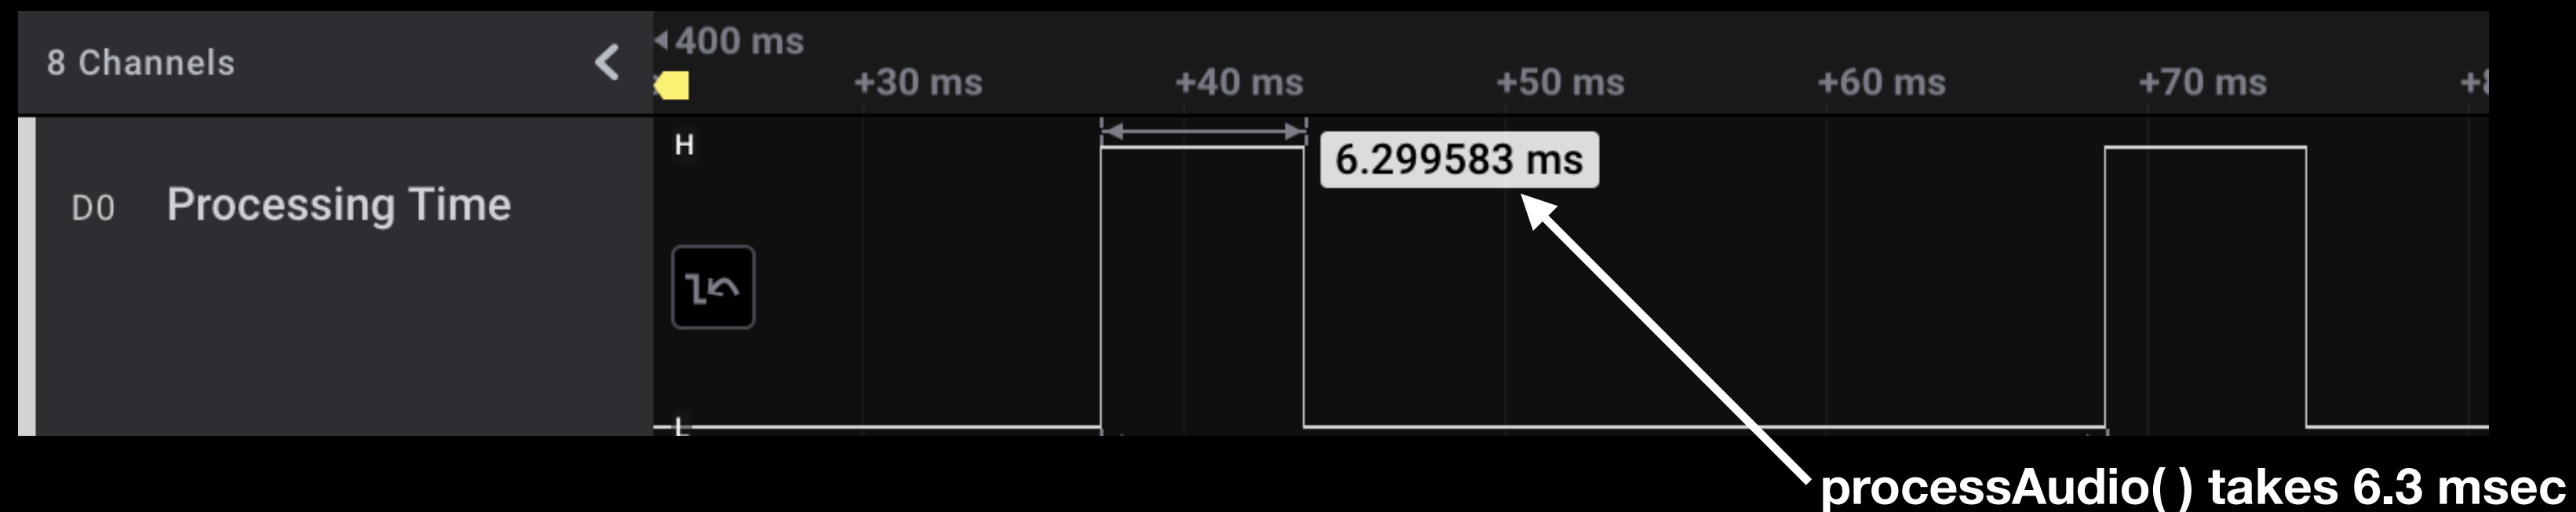 8 Channels
400 ms
+30 ms
+40 ms
+50 ms
+60 ms
+70 ms
H
6.299583 ms
D0
Processing Time
L
processAudio( ) takes 6.3 msec